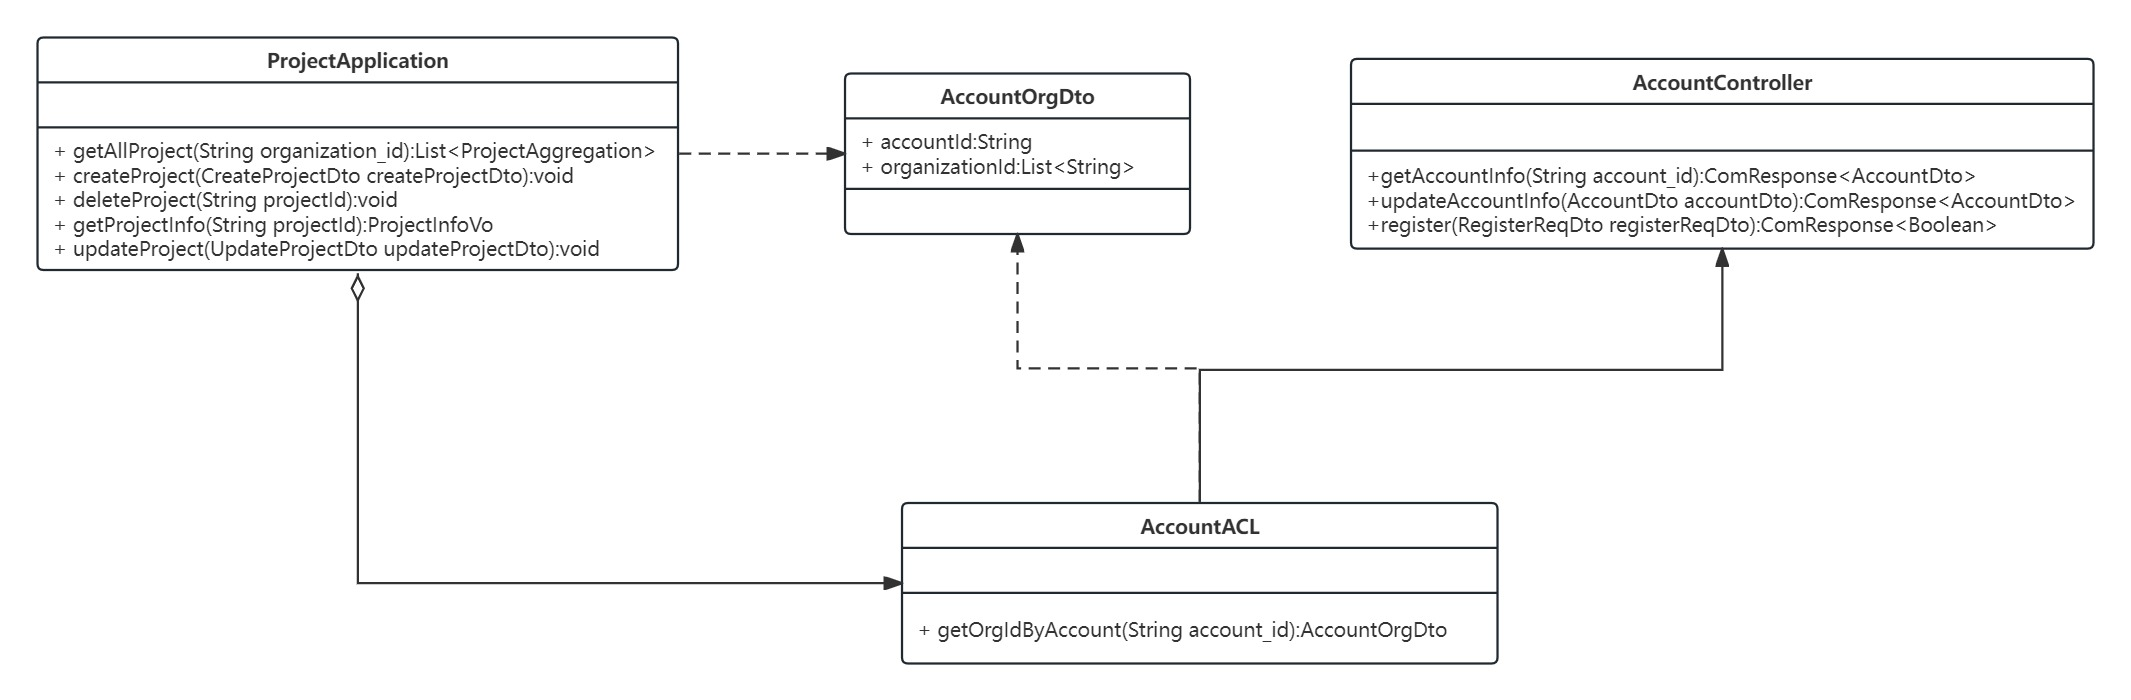 ProjectApplication
+ getAllProject(String organization_id):List<ProjectAggregation>
+ createProject(CreateProjectDto createProjectDto):void
+ deleteProject(String projectId):void
+ getProjectInfo(String projectId):ProjectInfoVo
+ updateProject(UpdateProjectDto updateProjectDto):void
AccountOrgDto
+ accountId:String
+ organizationId:List<String>
AccountController
+getAccountInfo(String account_id):ComResponse<AccountDto>
+updateAccountInfo(AccountDto accountDto):ComResponse<AccountDto>
+register(RegisterReqDto registerReqDto):ComResponse<Boolean>
AccountACL
+ getOrgIdByAccount(String account_id):AccountOrgDto